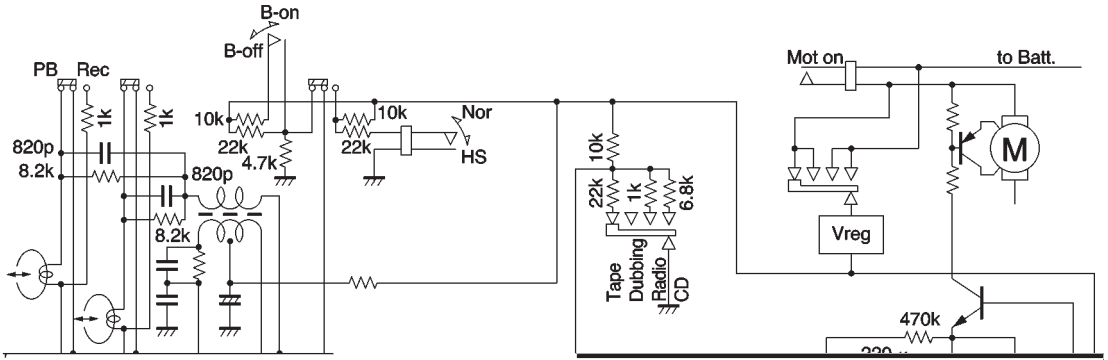 B-on
B-off
Mot on
to Batt.
PB Rec
1k
1k
10k
10k
Nor
22k
22k
HS
4.7k
820p
8.2k
820p
8.2k
10k
22k
1k
6.8k
M
Vreg
Tape
Dubbing
Radio
CD
470k